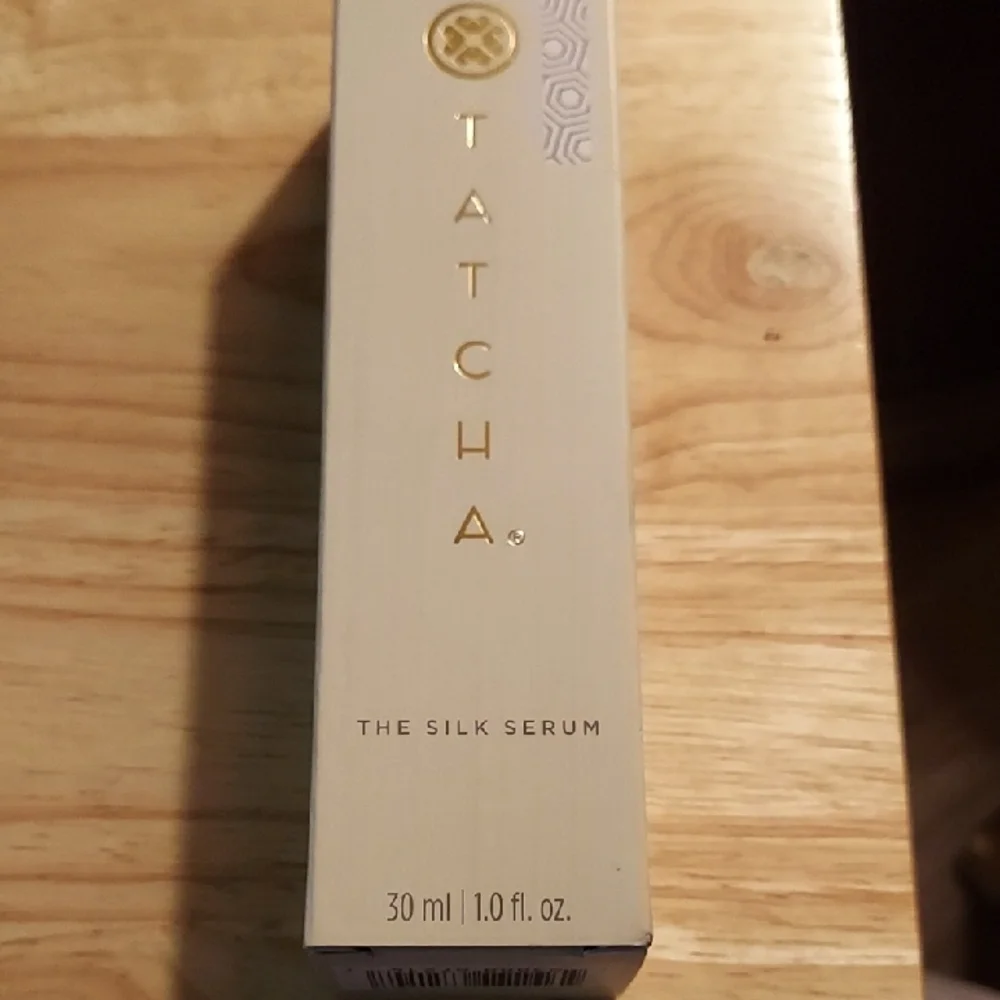 TATCHA®
THE SILK SERUM
30 ml | 1.0 fl. oz.